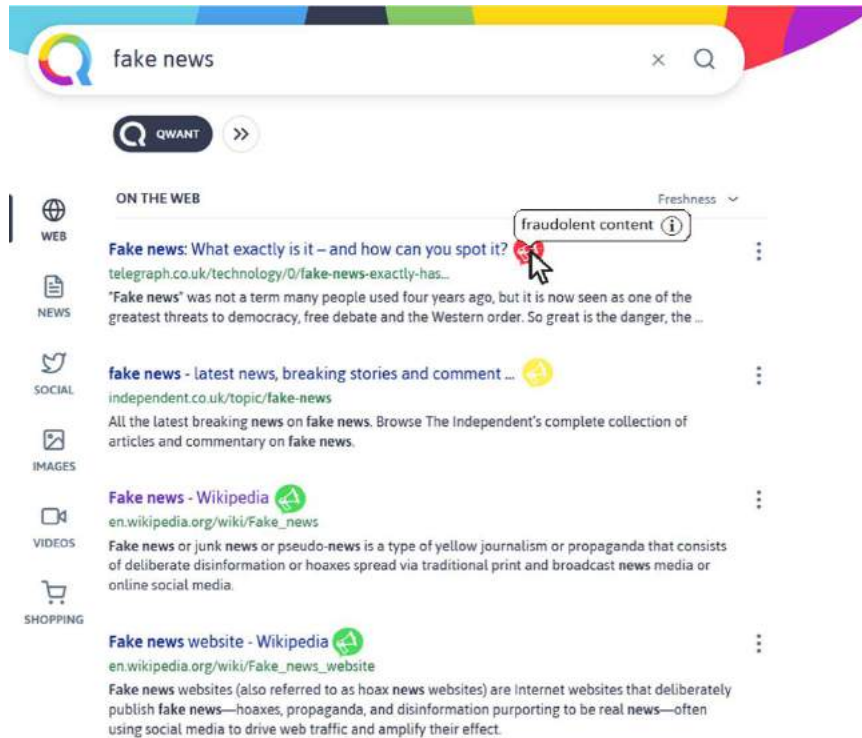 fake news
QWANT
ON THE WEB
Freshness
fraudolent content
WEB
Fake news: What exactly is it – and how can you spot it?
telegraph.co.uk/technology/0/fake-news-exactly-has...
"Fake news" was not a term many people used four years ago, but it is now seen as one of the
greatest threats to democracy, free debate and the Western order. So great is the danger, the ...
NEWS
fake news - latest news, breaking stories and comment ...
independent.co.uk/topic/fake-news
All the latest breaking news on fake news. Browse The Independent's complete collection of
articles and commentary on fake news.
SOCIAL
IMAGES
Fake news - Wikipedia
en.wikipedia.org/wiki/Fake_news
Fake news or junk news or pseudo-news is a type of yellow journalism or propaganda that consists
of deliberate disinformation or hoaxes spread via traditional print and broadcast news media or
online social media.
VIDEOS
SHOPPING
Fake news website - Wikipedia
en.wikipedia.org/wiki/Fake_news_website
Fake news websites (also referred to as hoax news websites) are Internet websites that deliberately
publish fake news—hoaxes, propaganda, and disinformation purporting to be real news—often
using social media to drive web traffic and amplify their effect.